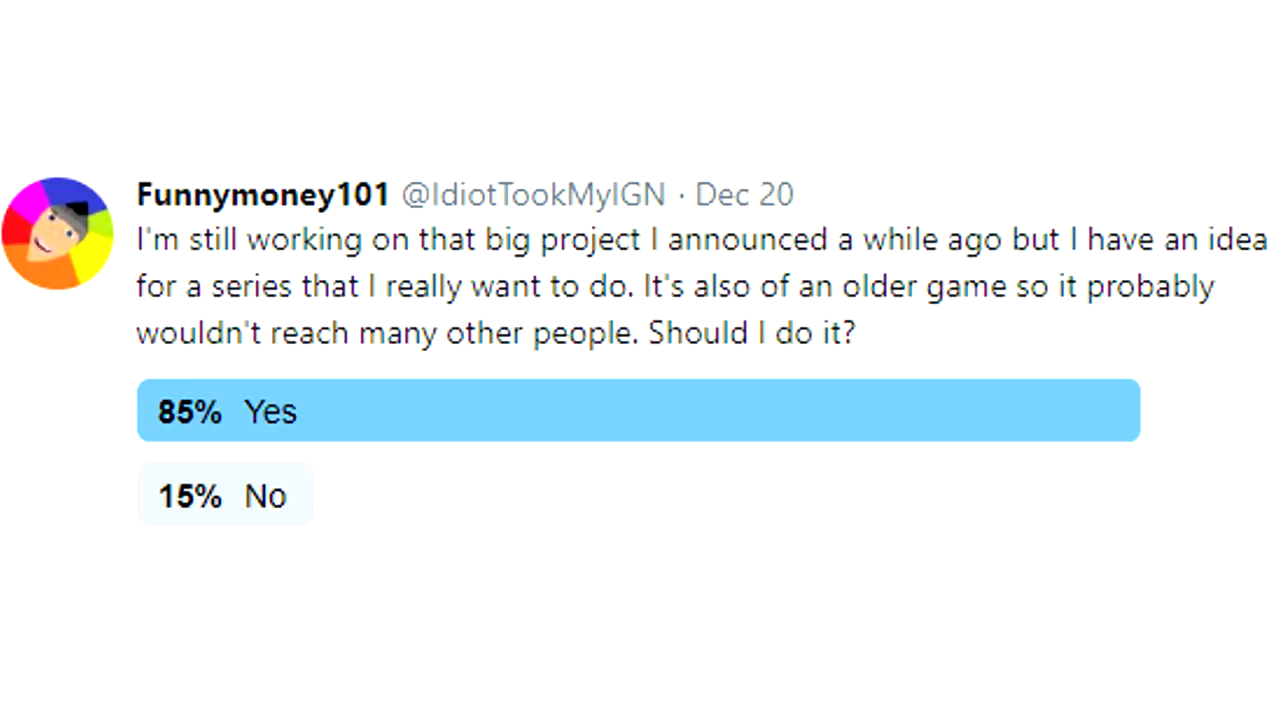 Funnymoney101 @IdiotTookMyIGN · Dec 20
I'm still working on that big project I announced a while ago but I have an idea
for a series that I really want to do. It's also of an older game so it probably
wouldn't reach many other people. Should I do it?
85% Yes
15% No